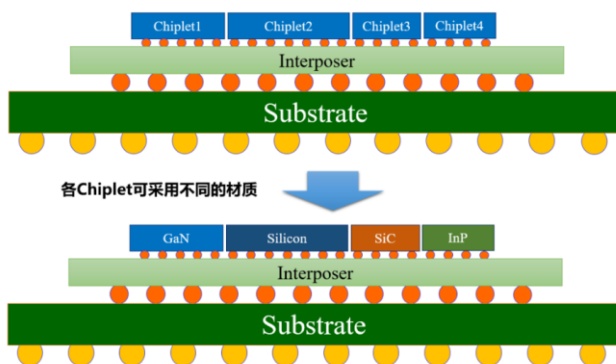 Chiplet1 Chiplet2 Chiplet3 Chiplet4
Interposer
Substrate
各Chiplet可采用不同的材质
GaN Silicon SiC InP
Interposer
Substrate